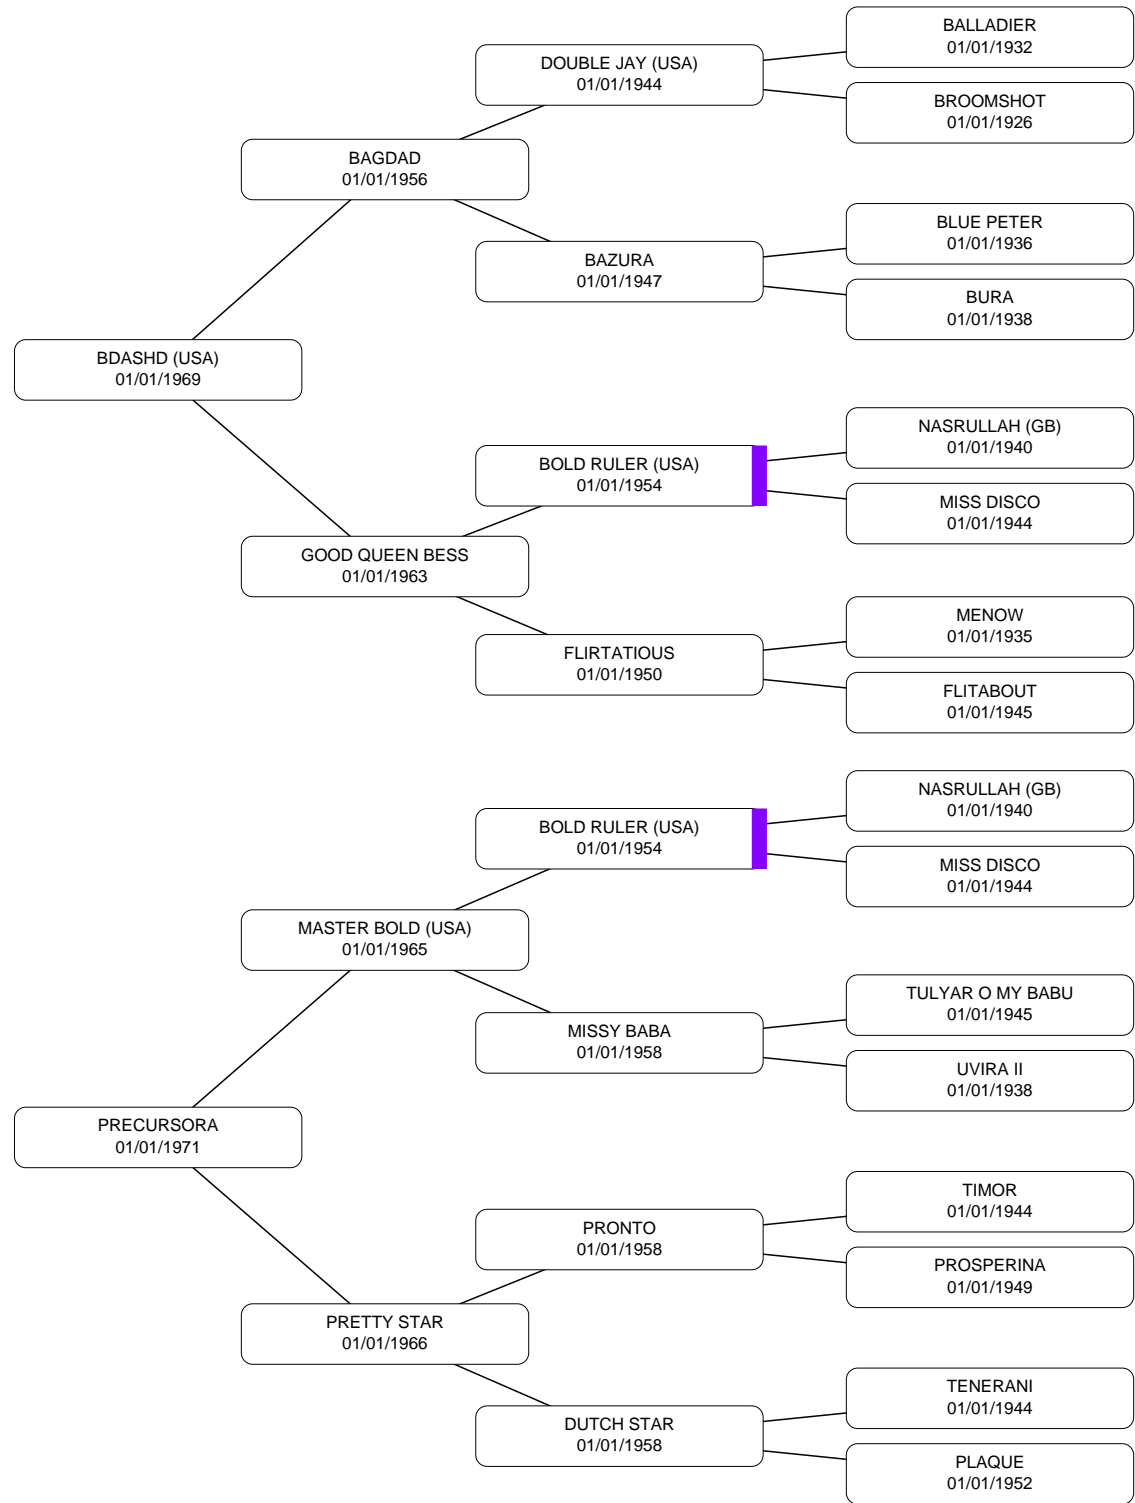 BALLADIER
01/01/1932
DOUBLE JAY (USA)
01/01/1944
BROOMSHOT
01/01/1926
BAGDAD
01/01/1956
BLUE PETER
01/01/1936
BAZURA
01/01/1947
BURA
01/01/1938
BDASHD (USA)
01/01/1969
NASRULLAH (GB)
01/01/1940
BOLD RULER (USA)
01/01/1954
MISS DISCO
01/01/1944
GOOD QUEEN BESS
01/01/1963
MENOW
01/01/1935
FLIRTATIOUS
01/01/1950
FLITABOUT
01/01/1945
NASRULLAH (GB)
01/01/1940
BOLD RULER (USA)
01/01/1954
MISS DISCO
01/01/1944
MASTER BOLD (USA)
01/01/1965
TULYAR O MY BABU
01/01/1945
MISSY BABA
01/01/1958
UVIRA II
01/01/1938
PRECURSORA
01/01/1971
TIMOR
01/01/1944
PRONTO
01/01/1958
PROSPERINA
01/01/1949
PRETTY STAR
01/01/1966
TENERANI
01/01/1944
DUTCH STAR
01/01/1958
PLAQUE
01/01/1952